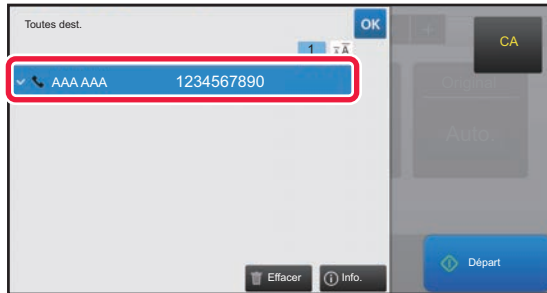 Toutes dest.
OK
CA
1
AAA AAA 1234567890
Original
Auto.
Effacer
Info.
Départ